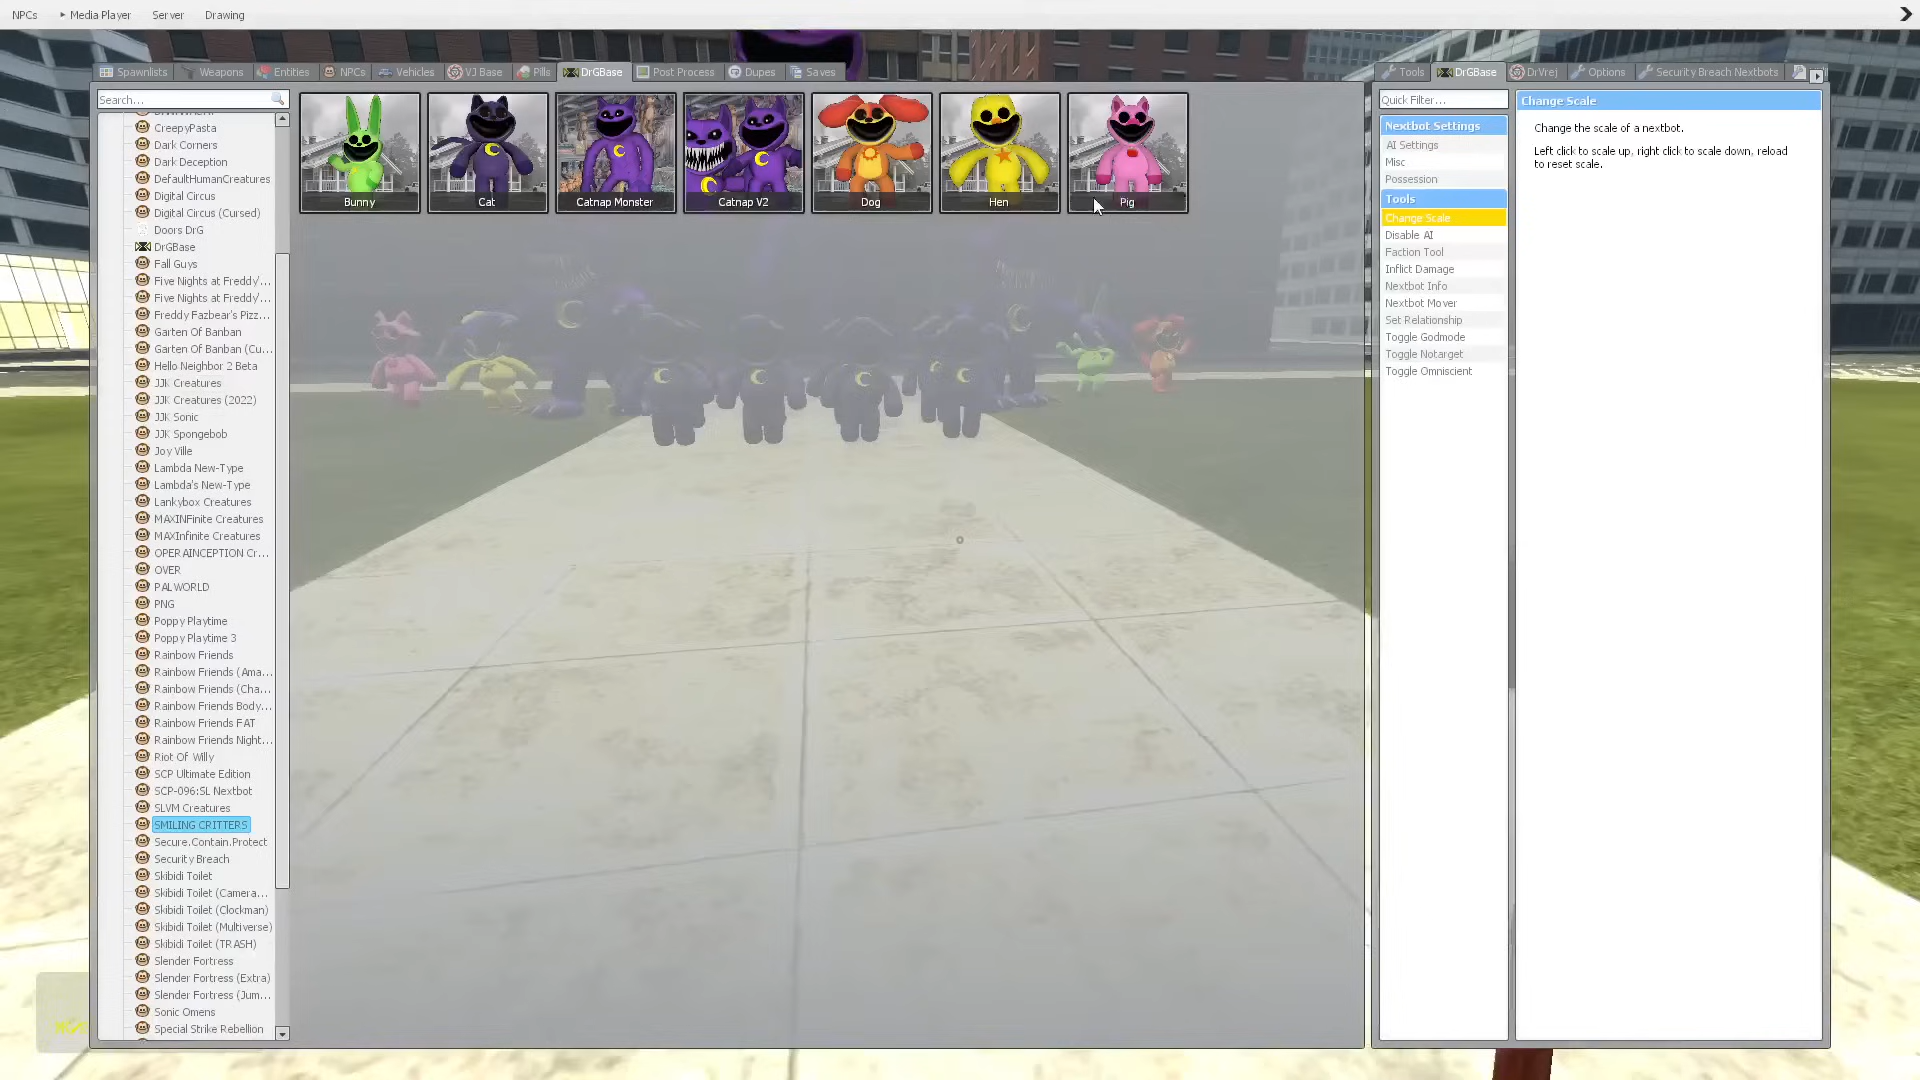 NPCs
Media Player
Server
Drawing
Spawnlists
Weapons
Entities
NPCs
Vehicles
VJ Base
Pills
DrGBase
Post Process
Dupes
Saves
Search...
CreepyPasta
Dark Corners
Dark Deception
DefaultHumanCreatures
Digital Circus
Digital Circus (Cursed)
Doors DrG
DrGBase
Fall Guys
Five Nights at Freddy'...
Five Nights at Freddy'...
Freddy Fazbear's Pizz...
Garten Of Banban
Garten Of Banban (Cu...
Hello Neighbor 2 Beta
JJK Creatures
JJK Creatures (2022)
JJK Sonic
JJK Spongebob
Joy Ville
Lambda New-Type
Lambda's New-Type
Lankybox Creatures
MAXINFinite Creatures
MAXInfinite Creatures
OPERAINCEPTION Cr...
OVER
PALWORLD
PNG
Poppy Playtime
Poppy Playtime 3
Rainbow Friends
Rainbow Friends (Ama...
Rainbow Friends (Cha...
Rainbow Friends Body...
Rainbow Friends FAT
Rainbow Friends Night...
Riot Of Willy
SCP Ultimate Edition
SCP-096:SL Nextbot
SLVM Creatures
SMILING CRITTERS
Secure.Contain.Protect
Security Breach
Skibidi Toilet
Skibidi Toilet (Camera...
Skibidi Toilet (Clockman)
Skibidi Toilet (Multiverse)
Skibidi Toilet (TRASH)
Slender Fortress
Slender Fortress (Extra)
Slender Fortress (Jum...
Sonic Omens
Special Strike Rebellion
Bunny
Cat
Catnap Monster
Catnap V2
Dog
Hen
Pig
Tools
DrGBase
DrVrej
Options
Security Breach Nextbots
Quick Filter...
Nextbot Settings
AI Settings
Misc
Possession
Tools
Change Scale
Disable AI
Faction Tool
Inflict Damage
Nextbot Info
Nextbot Mover
Set Relationship
Toggle Godmode
Toggle Notarget
Toggle Omniscient
Change Scale
Change the scale of a nextbot.
Left click to scale up, right click to scale down, reload
to reset scale.